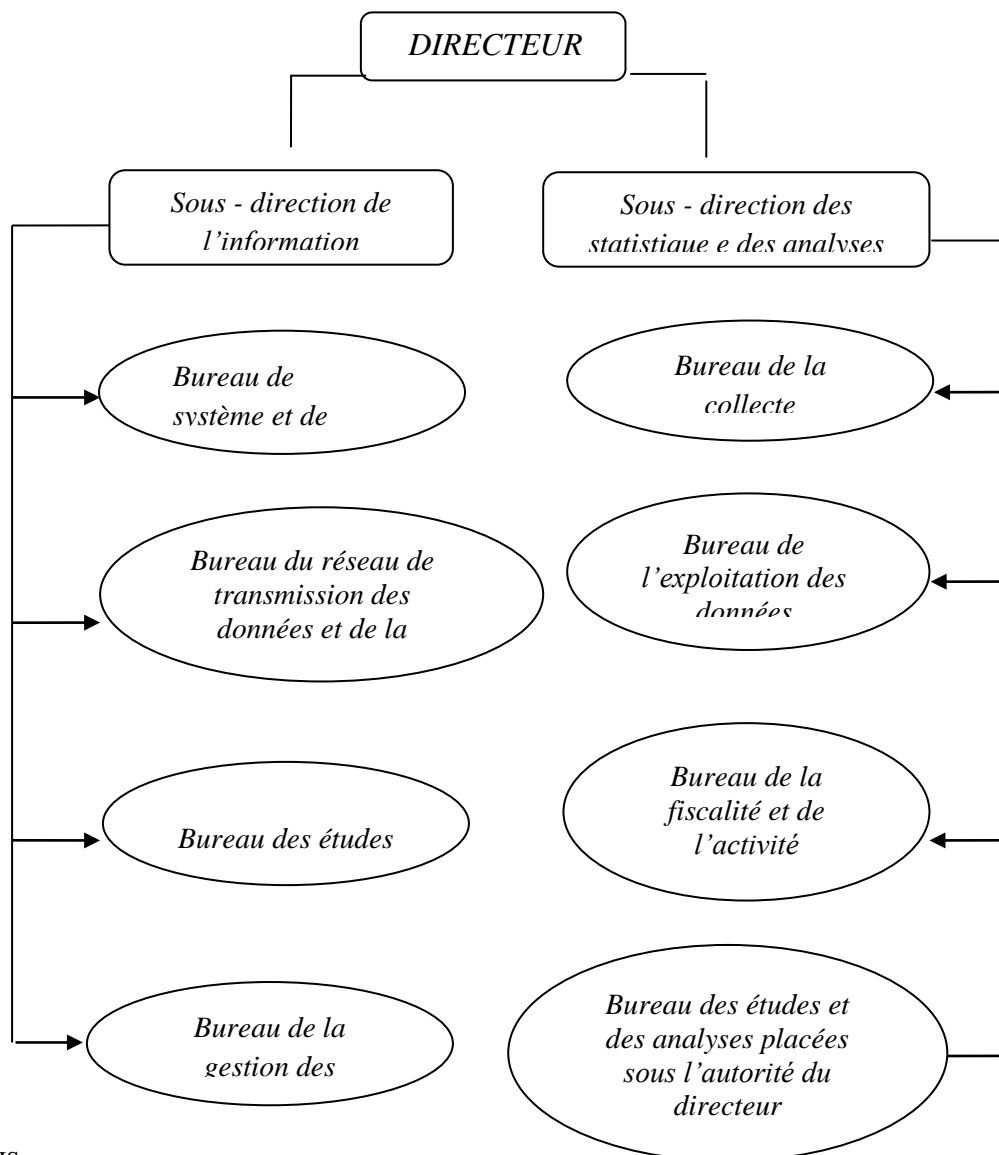 DIRECTEUR
Sous - direction de
l’information
Sous - direction des
statistique e des analyses
Bureau de
système et de
Bureau de la
collecte
Bureau du réseau de
transmission des
données et de la
Bureau de
l’exploitation des
données
Bureau des études
Bureau de la
fiscalité et de
l’activité
Bureau de la
gestion des
Bureau des études et
des analyses placées
sous l’autorité du
directeur